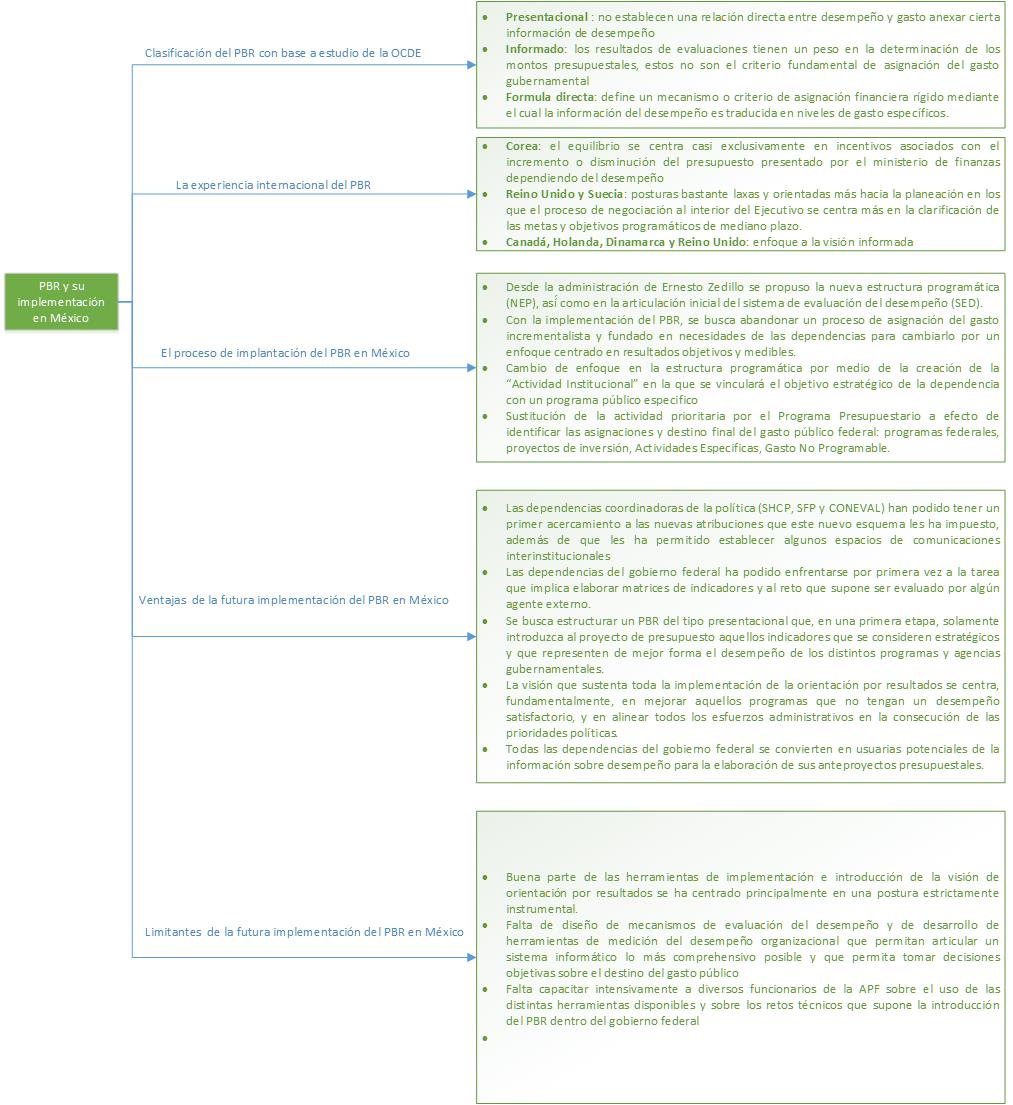 PBR y su
implementación
en México
Clasificación del PBR con base a estudio de la OCDE
• Presentacional : no establecen una relación directa entre desempeño y gasto anexar cierta
información de desempeño
• Informado: los resultados de evaluaciones tienen un peso en la determinación de los
montos presupuestales, estos no son el criterio fundamental de asignación del gasto
gubernamental
• Formula directa: define un mecanismo o criterio de asignación financiera rígido mediante
el cual la información del desempeño es traducida en niveles de gasto específicos.
La experiencia internacional del PBR
• Corea: el equilibrio se centra casi exclusivamente en incentivos asociados con el
incremento o disminución del presupuesto presentado por el ministerio de finanzas
dependiendo del desempeño
• Reino Unido y Suecia: posturas bastante laxas y orientadas más hacia la planeación en los
que el proceso de negociación al interior del Ejecutivo se centra más en la clarificación de
las metas y objetivos programáticos de mediano plazo.
• Canadá, Holanda, Dinamarca y Reino Unido: enfoque a la visión informada
El proceso de implantación del PBR en México
• Desde la administración de Ernesto Zedillo se propuso la nueva estructura programática
(NEP), así como en la articulación inicial del sistema de evaluación del desempeño (SED).
• Con la implementación del PBR, se busca abandonar un proceso de asignación del gasto
incrementalista y fundado en necesidades de las dependencias para cambiarlo por un
enfoque centrado en resultados objetivos y medibles.
• Cambio de enfoque en la estructura programática por medio de la creación de la
“Actividad Institucional” en la que se vinculará el objetivo estratégico de la dependencia
con un programa público especifico
• Sustitución de la actividad prioritaria por el Programa Presupuestario a efecto de
identificar las asignaciones y destino final del gasto público federal: programas federales,
proyectos de inversión, Actividades Especificas, Gasto No Programable.
Ventajas de la futura implementación del PBR en México
• Las dependencias coordinadoras de la política (SHCP, SFP y CONEVAL) han podido tener un
primer acercamiento a las nuevas atribuciones que este nuevo esquema les ha impuesto,
además de que les ha permitido establecer algunos espacios de comunicaciones
interinstitucionales
• Las dependencias del gobierno federal ha podido enfrentarse por primera vez a la tarea
que implica elaborar matrices de indicadores y al reto que supone ser evaluado por algún
agente externo.
• Se busca estructurar un PBR del tipo presentacional que, en una primera etapa, solamente
introduzca al proyecto de presupuesto aquellos indicadores que se consideren estratégicos
y que representen de mejor forma el desempeño de los distintos programas y agencias
gubernamentales.
• La visión que sustenta toda la implementación de la orientación por resultados se centra,
fundamentalmente, en mejorar aquellos programas que no tengan un desempeño
satisfactorio, y en alinear todos los esfuerzos administrativos en la consecución de las
prioridades políticas.
• Todas las dependencias del gobierno federal se convierten en usuarias potenciales de la
información sobre desempeño para la elaboración de sus anteproyectos presupuestales.
Limitantes de la futura implementación del PBR en México
• Buena parte de las herramientas de implementación e introducción de la visión de
orientación por resultados se ha centrado principalmente en una postura estrictamente
instrumental.
• Falta de diseño de mecanismos de evaluación del desempeño y de desarrollo de
herramientas de medición del desempeño organizacional que permitan articular un
sistema informático lo más comprehensivo posible y que permita tomar decisiones
objetivas sobre el destino del gasto público
• Falta capacitar intensivamente a diversos funcionarios de la APF sobre el uso de las
distintas herramientas disponibles y sobre los retos técnicos que supone la introducción
del PBR dentro del gobierno federal
•